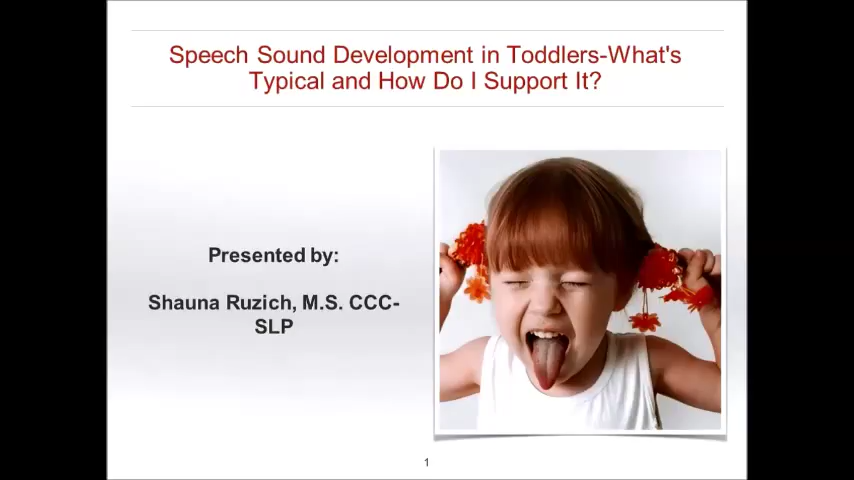 Speech Sound Development in Toddlers-What's
Typical and How Do I Support It?
Presented by:
Shauna Ruzich, M.S. CCC-
SLP
1